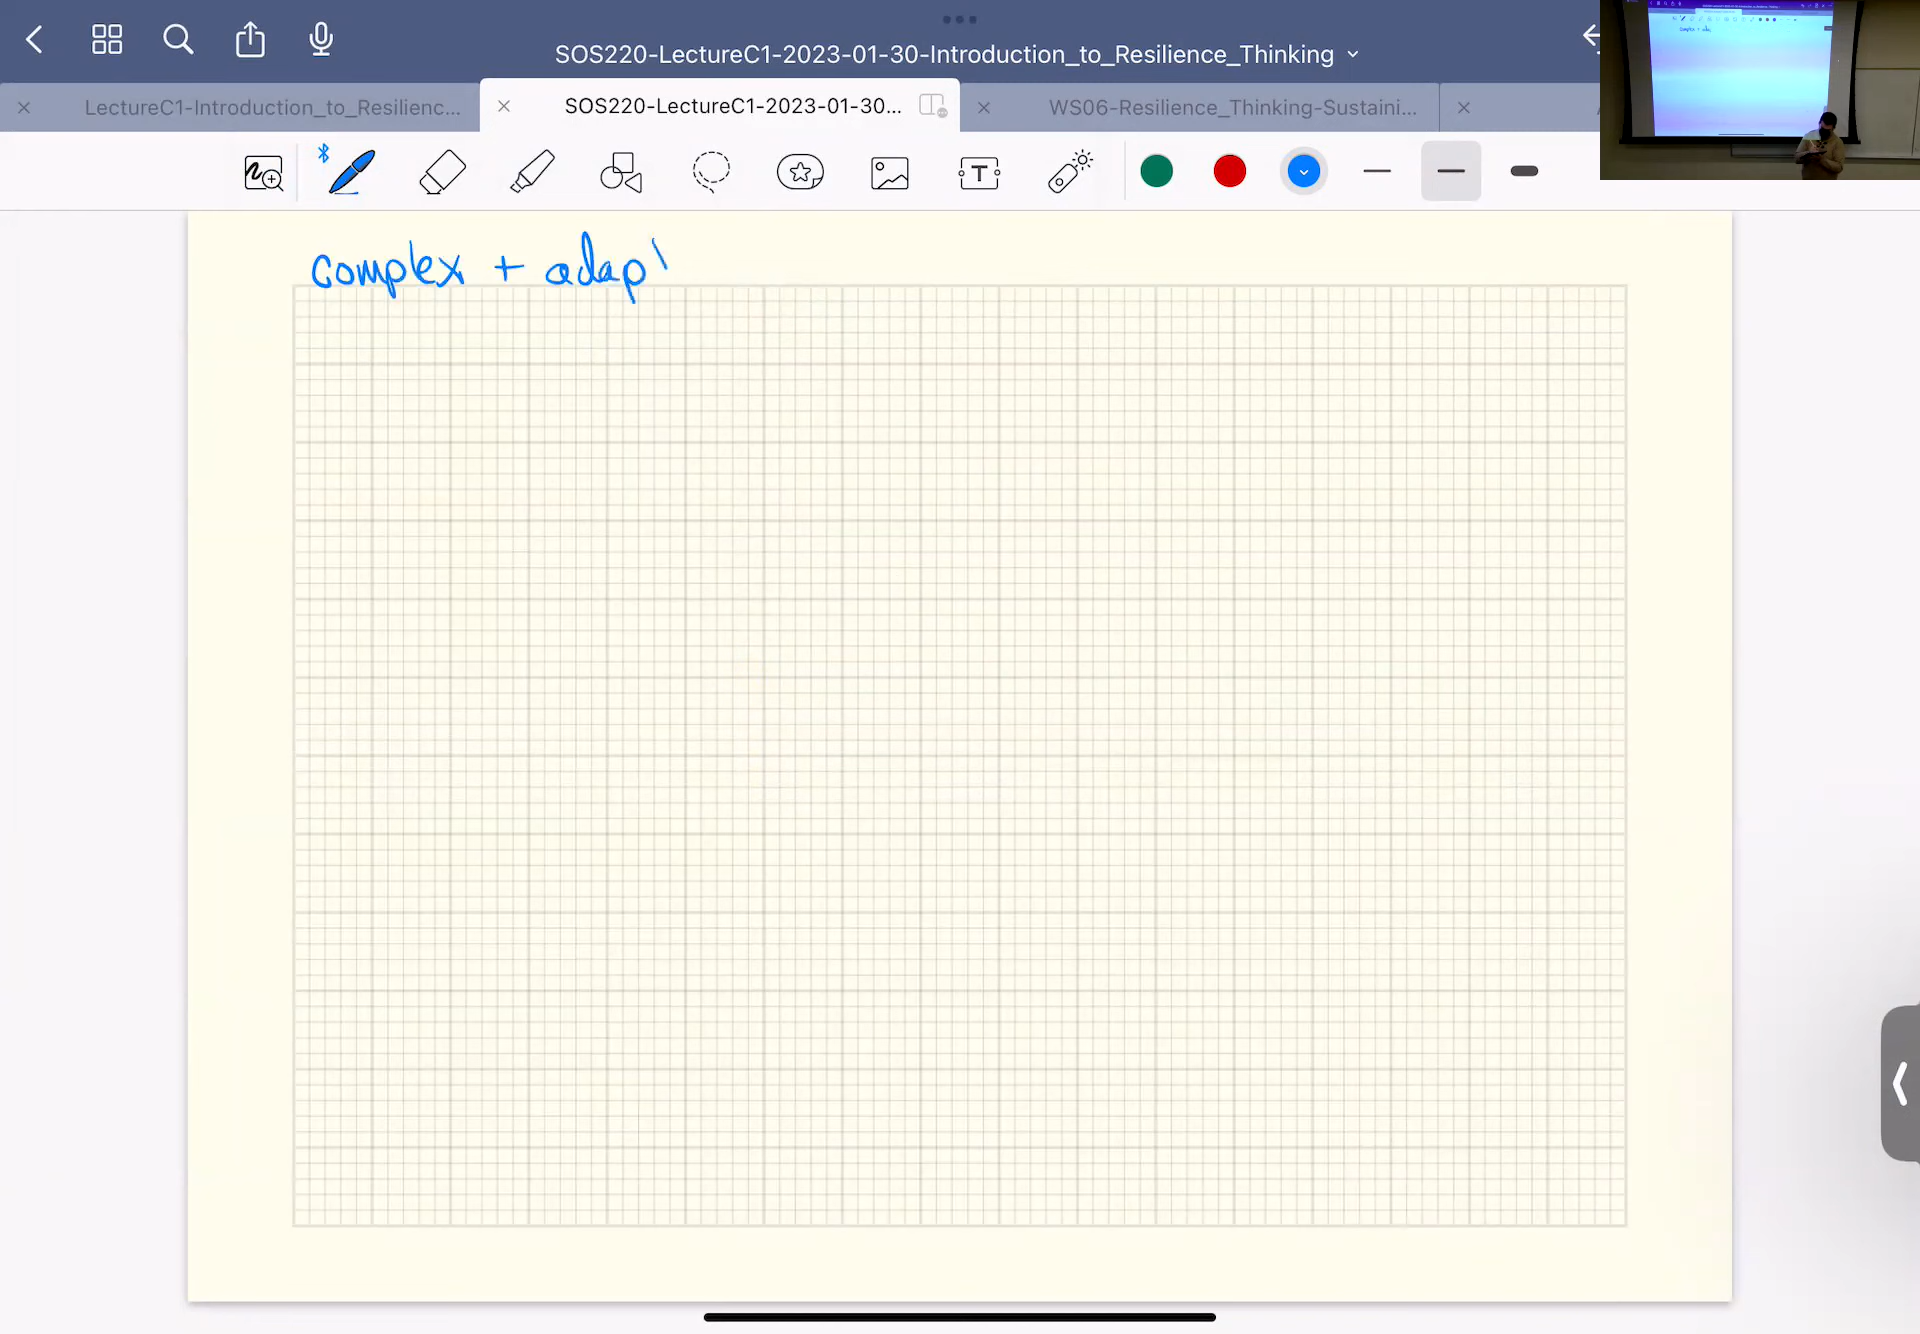 SOS220-LectureC1-2023-01-30-Introduction_to_Resilience_Thinking
LectureC1-Introduction_to_Resilienc...
SOS220-LectureC1-2023-01-30...
WS06-Resilience_Thinking-Sustaini...
T
complex + adap